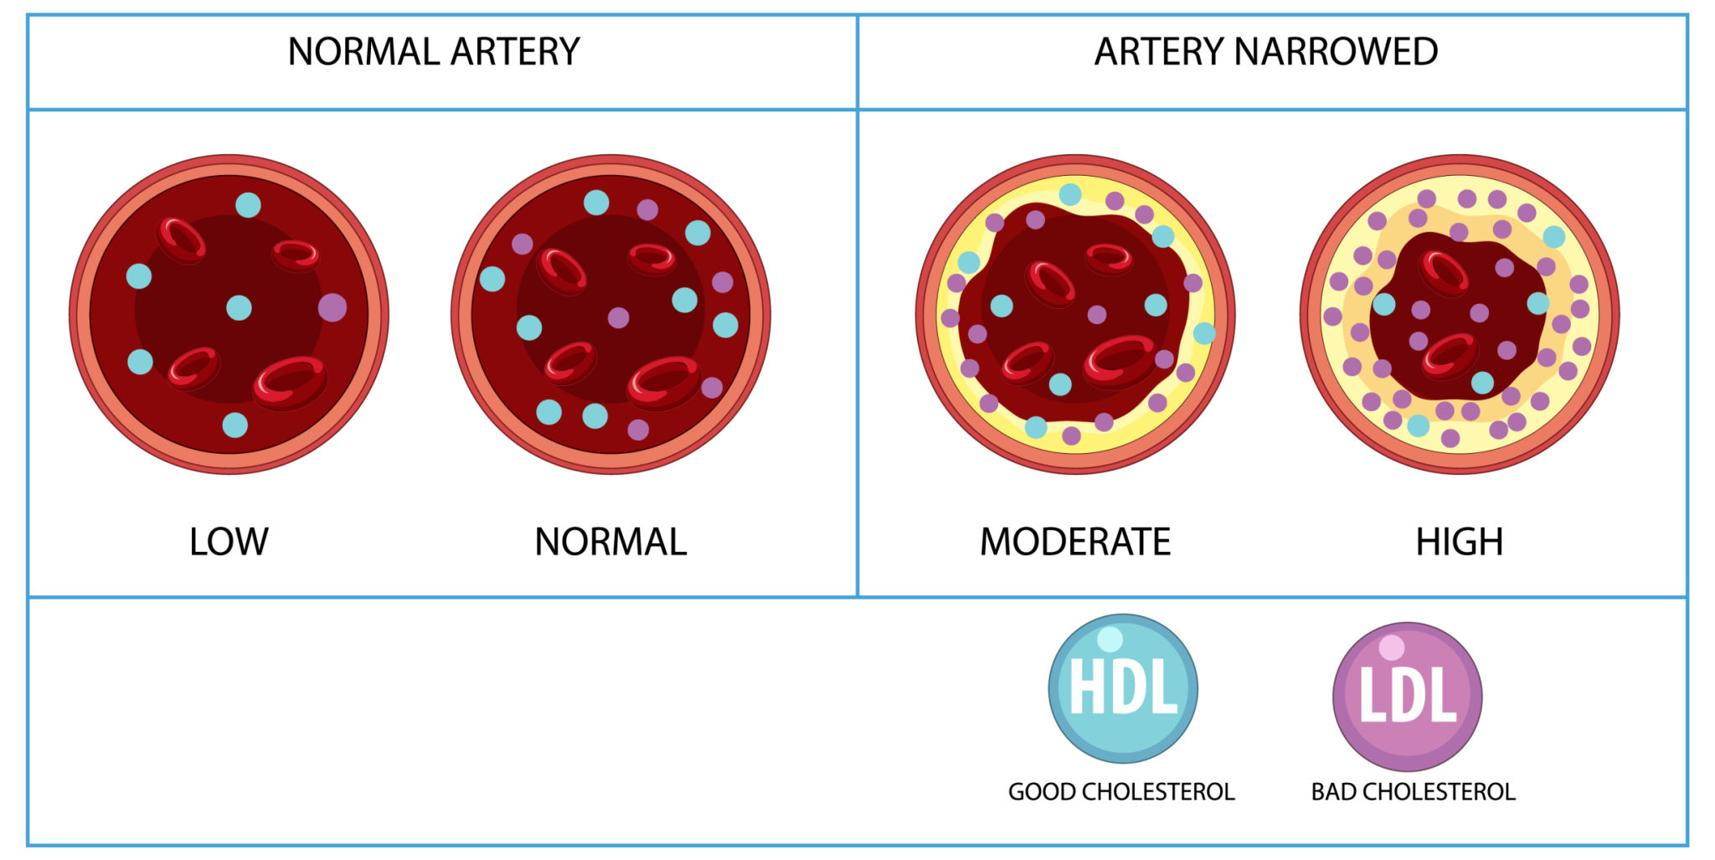 NORMAL ARTERY
ARTERY NARROWED
LOW
NORMAL
MODERATE
HIGH
HDL
LDL
GOOD CHOLESTEROL
BAD CHOLESTEROL